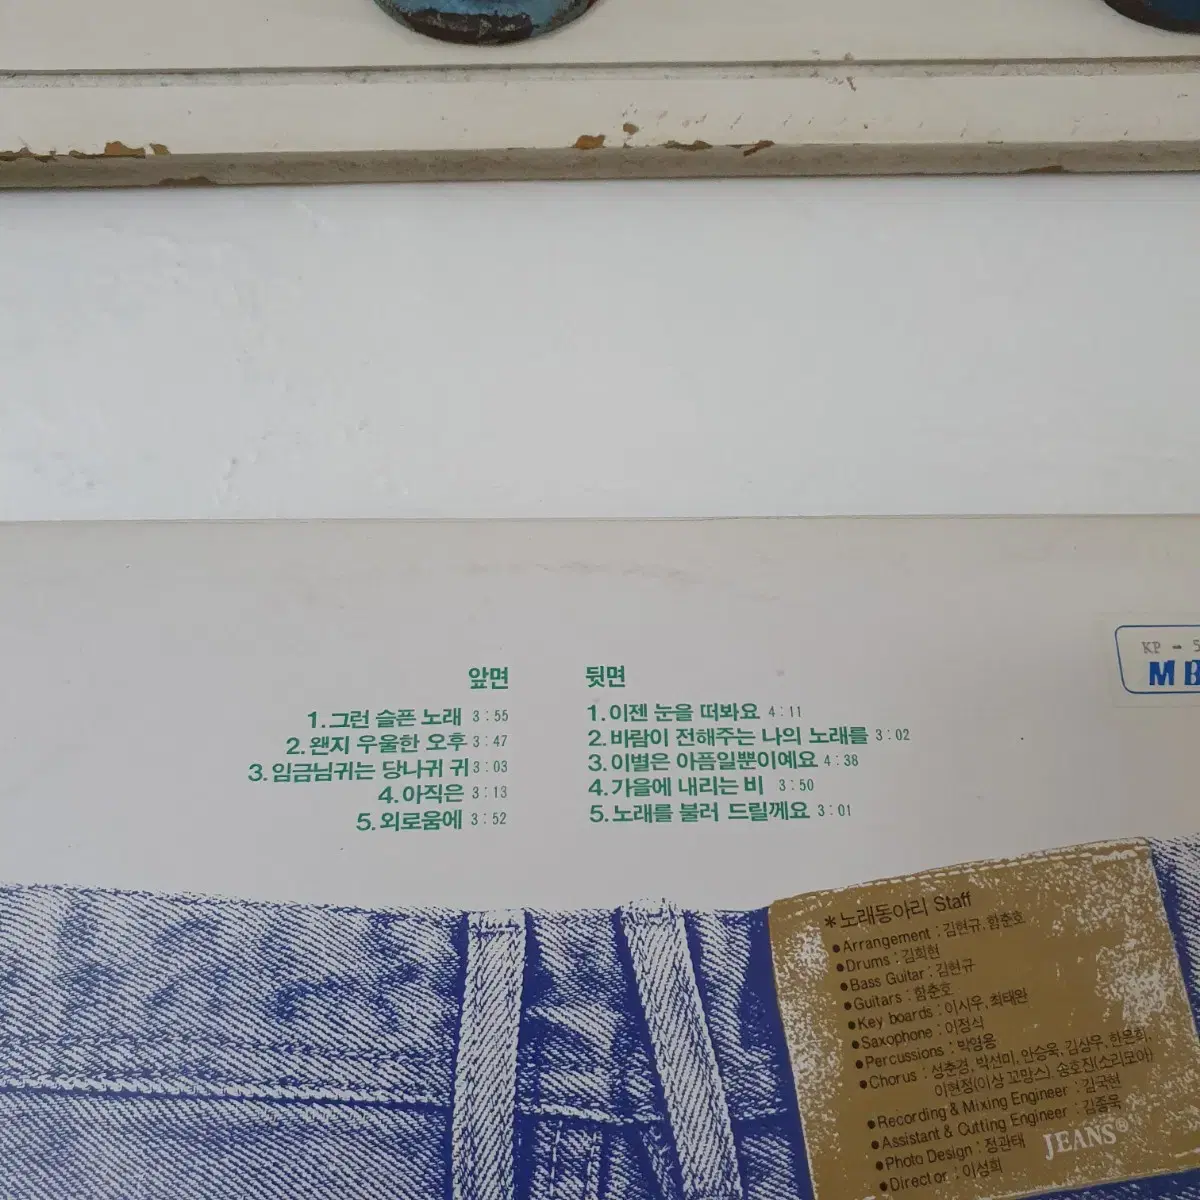 앞면
1.그런 슬픈 노래 3:55
2.왠지 우울한 오후 3:47
3.임금님귀는 당나귀 귀 3:03
4.아직은 3:13
5.외로움에 3:52
뒷면
1.이젠 눈을 떠봐요 4:11
2.바람이 전해주는 나의 노래를 3:02
3.이별은 아픔일뿐이예요 4:38
4.가을에 내리는 비 3:50
5.노래를 불러 드릴께요 3:01
KP - 5
MB
*노래동아리 Staff
●Arrangement : 김현규, 함춘호
●Drums : 김희현
●Bass Guitar : 김현규
●Guitars : 함춘호
●Key boards : 이시우, 최태완
●Saxophone : 이정식
●Percussions : 박영용
●Chorus : 성춘경, 박선미, 안승욱, 김상우, 한문희,
이현정(이상 꼬망스) 송호진(소리모아)
●Recording & Mixing Engineer : 김국현
●Assistant & Cutting Engineer : 김종욱
●Photo Design : 정관태
●Director : 이성희
JEANS®